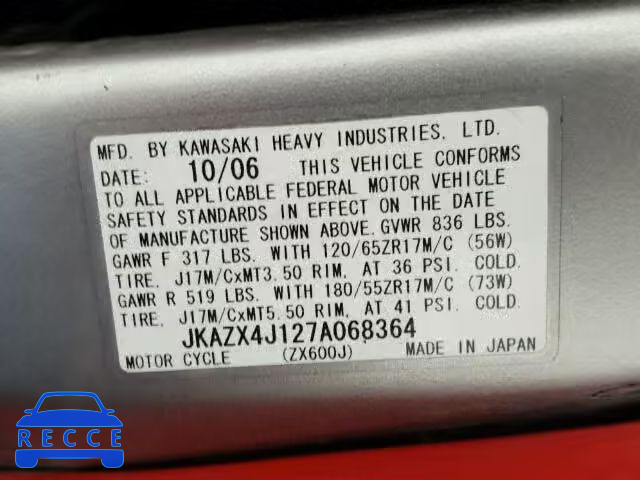 MFD. BY KAWASAKI HEAVY INDUSTRIES, LTD.
DATE: 10/06 THIS VEHICLE CONFORMS
TO ALL APPLICABLE FEDERAL MOTOR VEHICLE
SAFETY STANDARDS IN EFFECT ON THE DATE
OF MANUFACTURE SHOWN ABOVE. GVWR 836 LBS.
GAWR F 317 LBS. WITH 120/65ZR17M/C (56W)
TIRE, J17M/CxMT3.50 RIM, AT 36 PSI. COLD.
GAWR R 519 LBS. WITH 180/55ZR17M/C (73W)
TIRE, J17M/CxMT5.50 RIM, AT 41 PSI. COLD.
JKAZX4J127A068364
MOTOR CYCLE (ZX600J) MADE IN JAPAN
RECCE